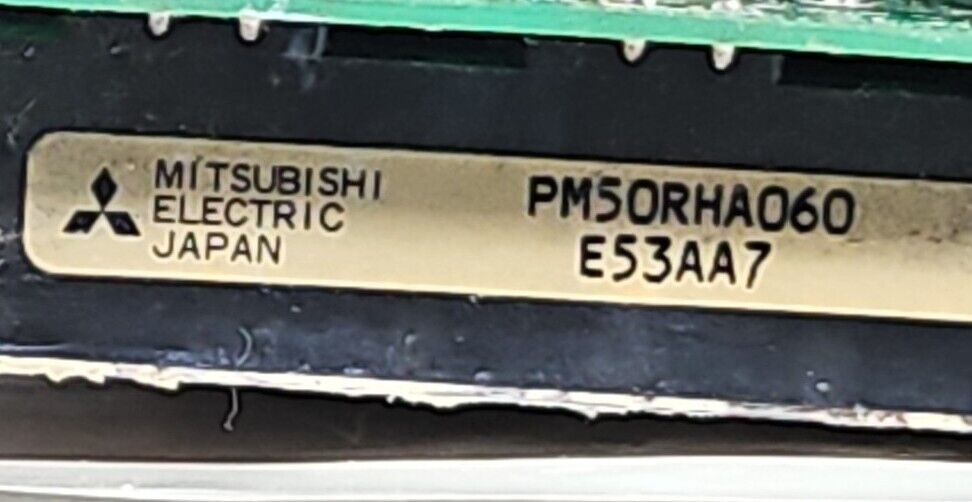 MITSUBISHI
ELECTRIC
JAPAN
PM50RHA060
E53AA7